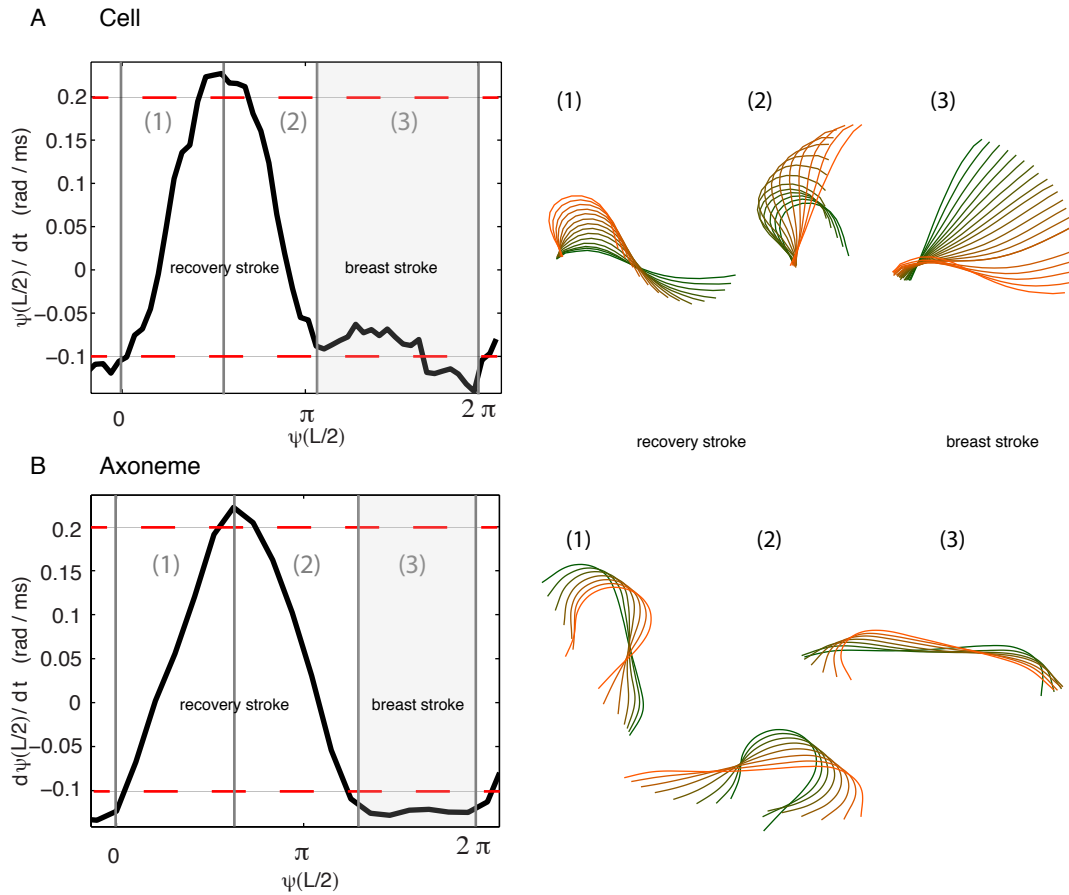 A Cell
ψ(L/2)/ dt (rad / ms)
0.2
0.15
0.1
0.05
0
−0.05
−0.1
(1)
(2)
(3)
recovery stroke
breast stroke
0
π
2 π
ψ(L/2)
(1)
(2)
(3)
recovery stroke
breast stroke
B Axoneme
dψ(L/2)/ dt (rad / ms)
0.2
0.15
0.1
0.05
0
−0.05
−0.1
(1)
(2)
(3)
recovery stroke
breast stroke
0
π
2 π
ψ(L/2)
(1)
(2)
(3)